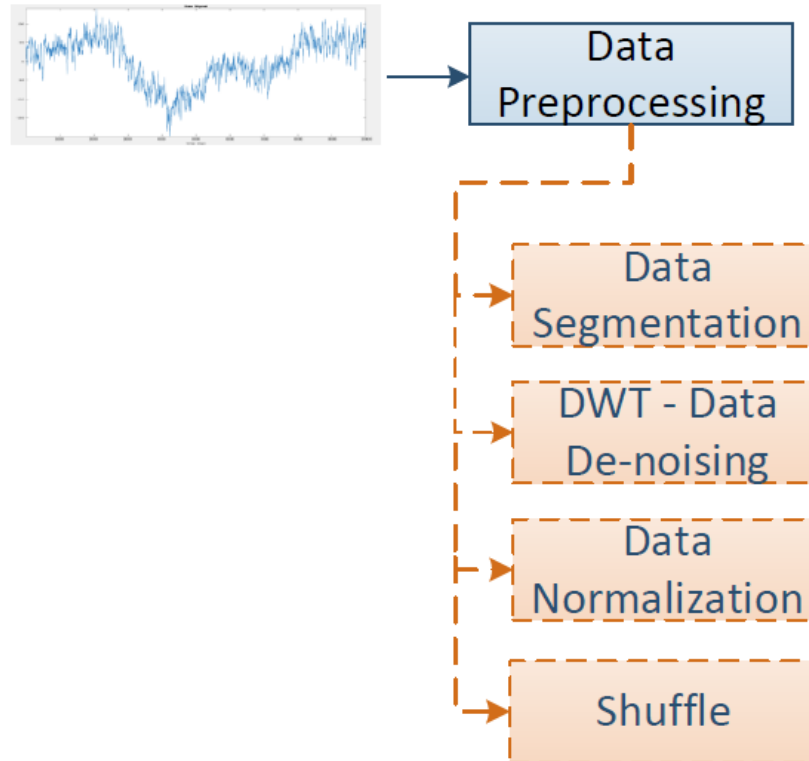 Data
Preprocessing
Data
Segmentation
DWT - Data
De-noising
Data
Normalization
Shuffle